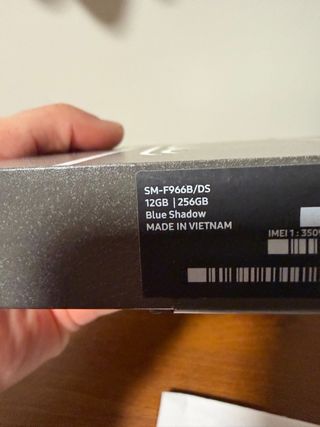 SM-F966B/DS
12GB | 256GB
Blue Shadow
MADE IN VIETNAM
IMEI 1 : 350